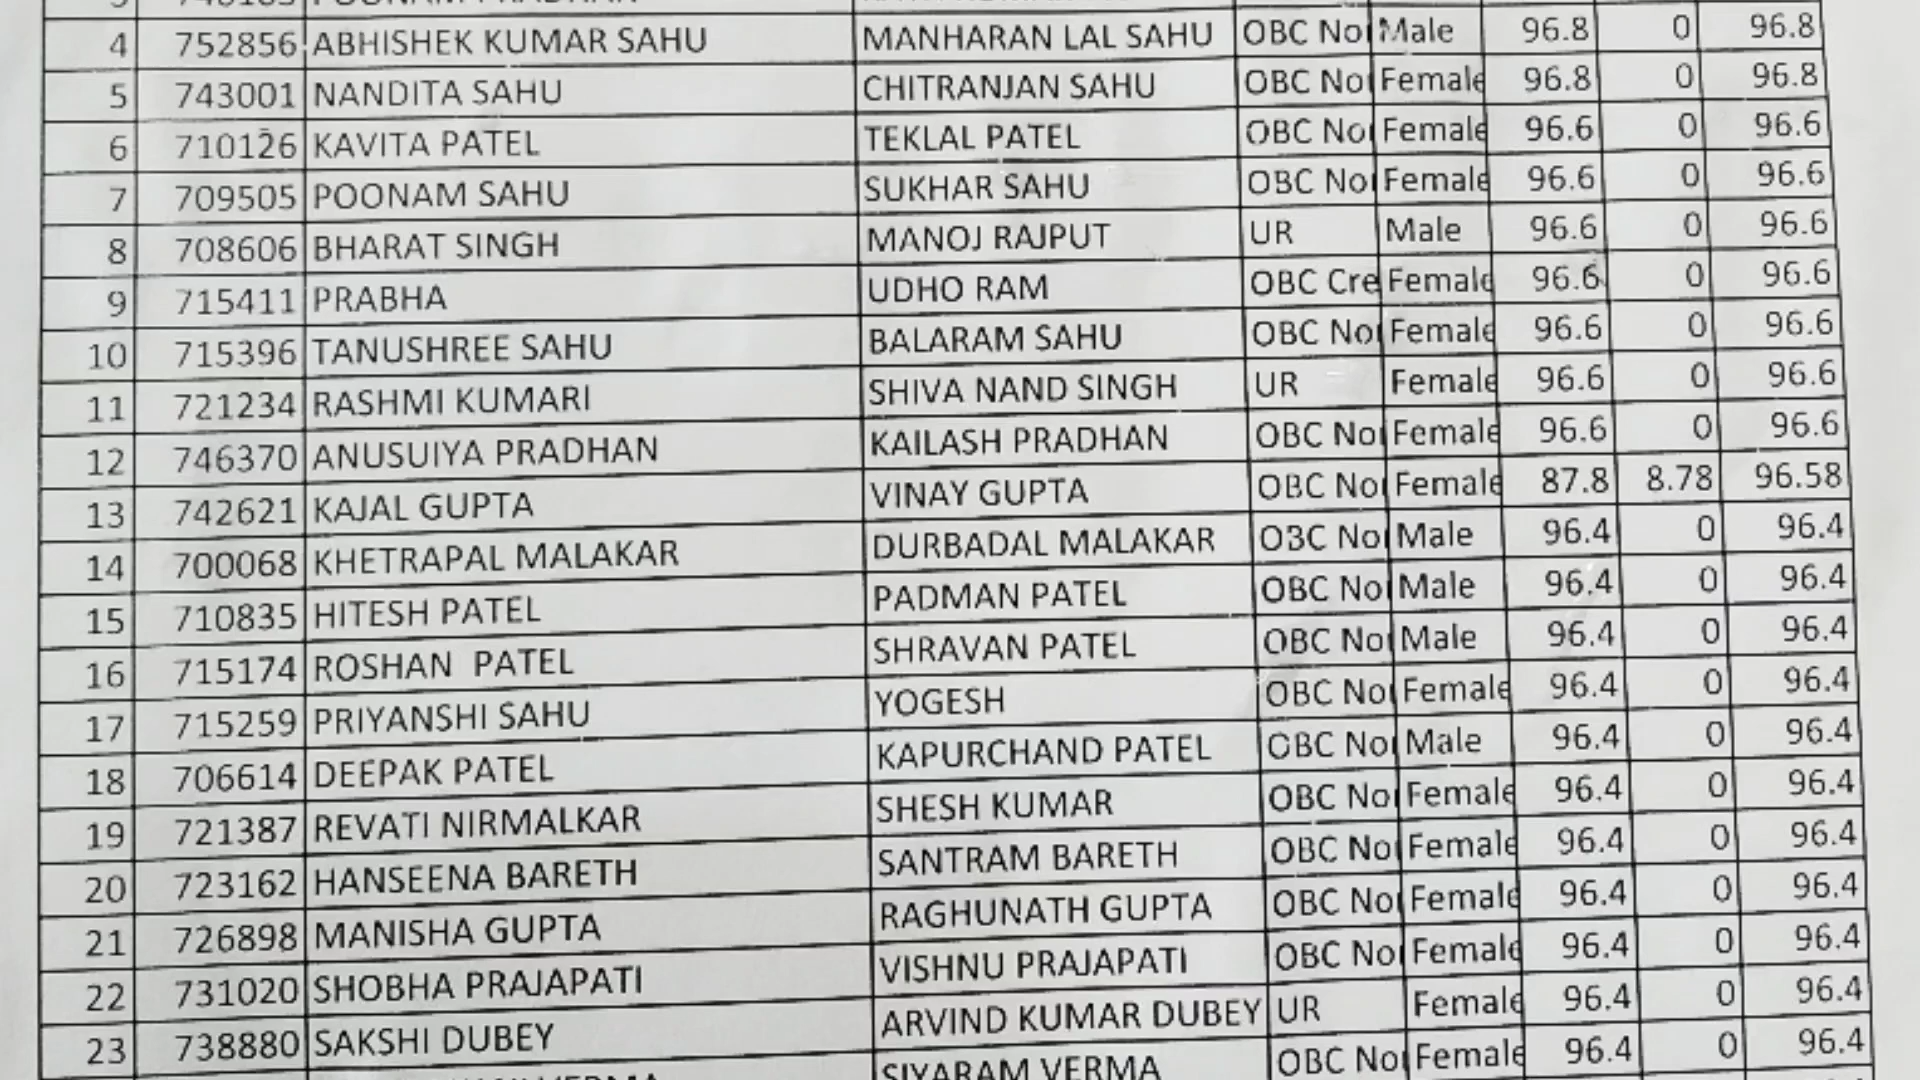 4 752856 ABHISHEK KUMAR SAHU MANHARAN LAL SAHU OBC No Male 96.8 0 96.8
5 743001 NANDITA SAHU CHITRANJAN SAHU OBC No Female 96.8 0 96.8
6 710126 KAVITA PATEL TEKLAL PATEL OBC No Female 96.6 0 96.6
7 709505 POONAM SAHU SUKHAR SAHU OBC No Female 96.6 0 96.6
8 708606 BHARAT SINGH MANOJ RAJPUT UR Male 96.6 0 96.6
9 715411 PRABHA UDHO RAM OBC Cre Female 96.6 0 96.6
10 715396 TANUSHREE SAHU BALARAM SAHU OBC No Female 96.6 0 96.6
11 721234 RASHMI KUMARI SHIVA NAND SINGH UR Female 96.6 0 96.6
12 746370 ANUSUIYA PRADHAN KAILASH PRADHAN OBC No Female 96.6 0 96.6
13 742621 KAJAL GUPTA VINAY GUPTA OBC No Female 87.8 8.78 96.58
14 700068 KHETRAPAL MALAKAR DURBADAL MALAKAR OBC No Male 96.4 0 96.4
15 710835 HITESH PATEL PADMAN PATEL OBC No Male 96.4 0 96.4
16 715174 ROSHAN PATEL SHRAVAN PATEL OBC No Male 96.4 0 96.4
17 715259 PRIYANSHI SAHU YOGESH OBC No Female 96.4 0 96.4
18 706614 DEEPAK PATEL KAPURCHAND PATEL OBC No Male 96.4 0 96.4
19 721387 REVATI NIRMALKAR SHESH KUMAR OBC No Female 96.4 0 96.4
20 723162 HANSEENA BARETH SANTRAM BARETH OBC No Female 96.4 0 96.4
21 726898 MANISHA GUPTA RAGHUNATH GUPTA OBC No Female 96.4 0 96.4
22 731020 SHOBHA PRAJAPATI VISHNU PRAJAPATI OBC No Female 96.4 0 96.4
23 738880 SAKSHI DUBEY ARVIND KUMAR DUBEY UR Female 96.4 0 96.4
VERMA SIYARAM VERMA OBC No Female 96.4 0 96.4